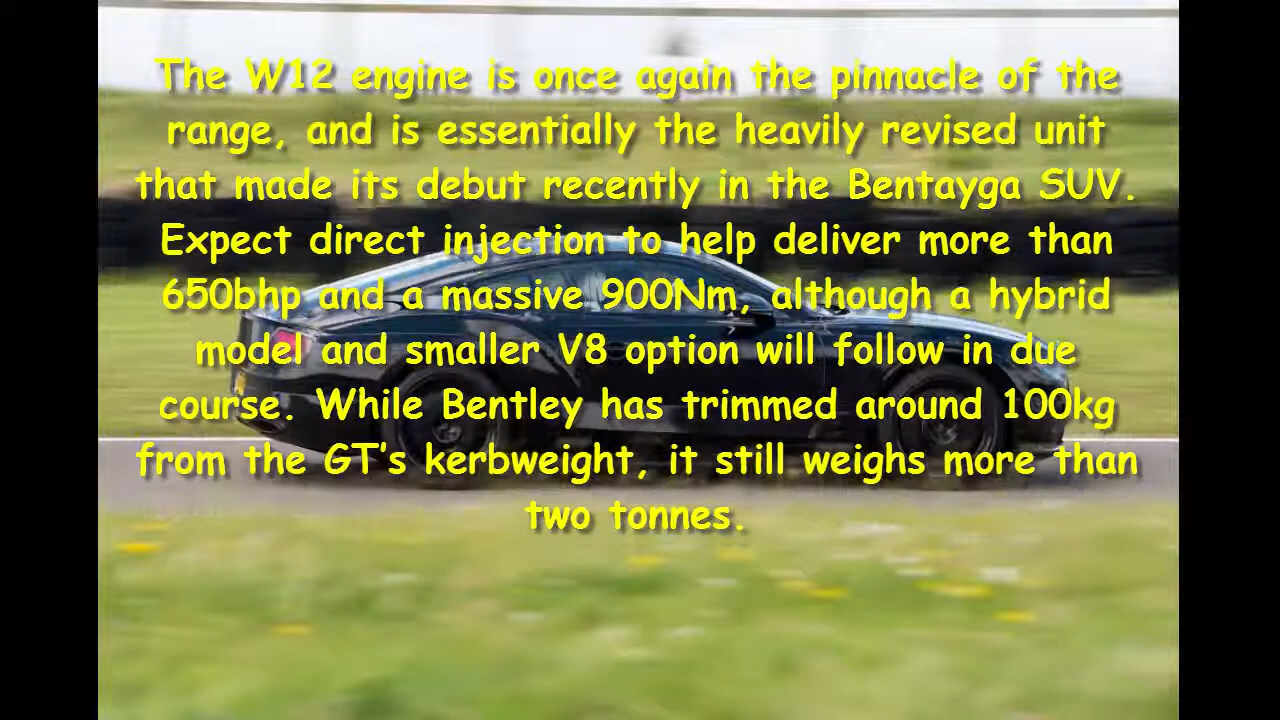 The W12 engine is once again the pinnacle of the
range, and is essentially the heavily revised unit
that made its debut recently in the Bentayga SUV.
Expect direct injection to help deliver more than
650bhp and a massive 900Nm, although a hybrid
model and smaller V8 option will follow in due
course. While Bentley has trimmed around 100kg
from the GT's kerbweight, it still weighs more than
two tonnes.